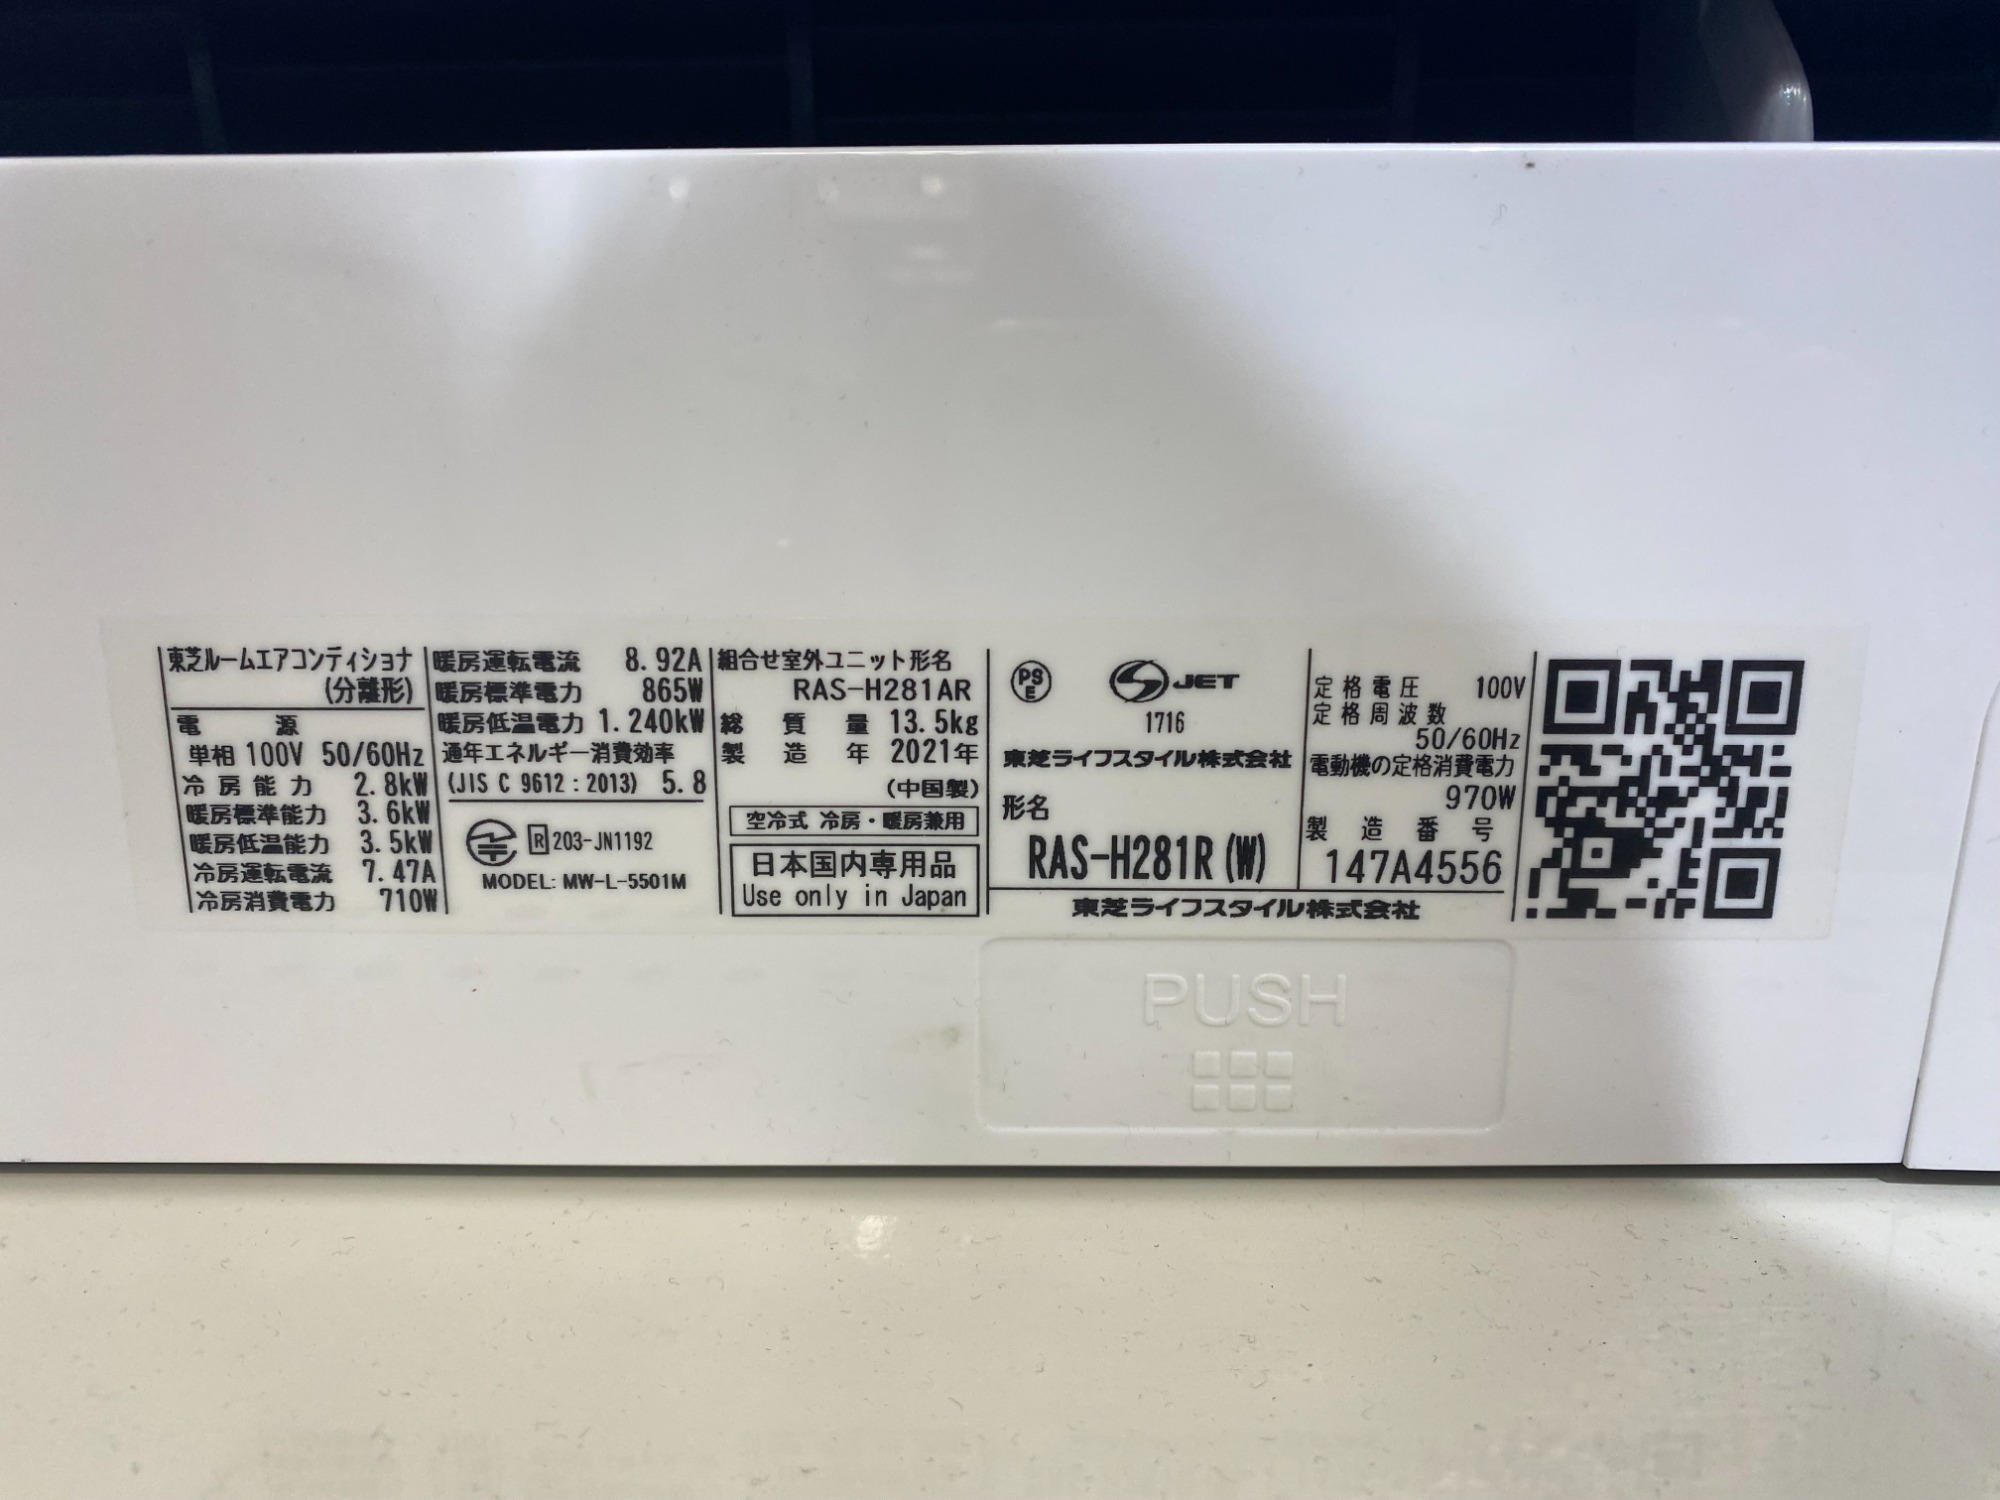 東芝ルームエアコンディショナ
(分離形)
電源
単相 100V 50/60Hz
冷房能力 2.8kW
暖房標準能力 3.6kW
暖房低温能力 3.5kW
冷房運転電流 7.47A
冷房消費電力 710W
暖房運転電流 8.92A
暖房標準電力 865W
暖房低温電力 1.240kW
通年エネルギー消費効率
(JIS C 9612:2013) 5.8
R 203-JN1192
MODEL: MW-L-5501M
組合せ室外ユニット形名
RAS-H281AR
総質量 13.5kg
製造年 2021年
(中国製)
空冷式 冷房・暖房兼用
日本国内専用品
Use only in Japan
PS
E
JET
1716
東芝ライフスタイル株式会社
形名
RAS-H281R(W)
定格電圧 100V
定格周波数
50/60Hz
電動機の定格消費電力
970W
製造番号
147A4556
東芝ライフスタイル株式会社
PUSH